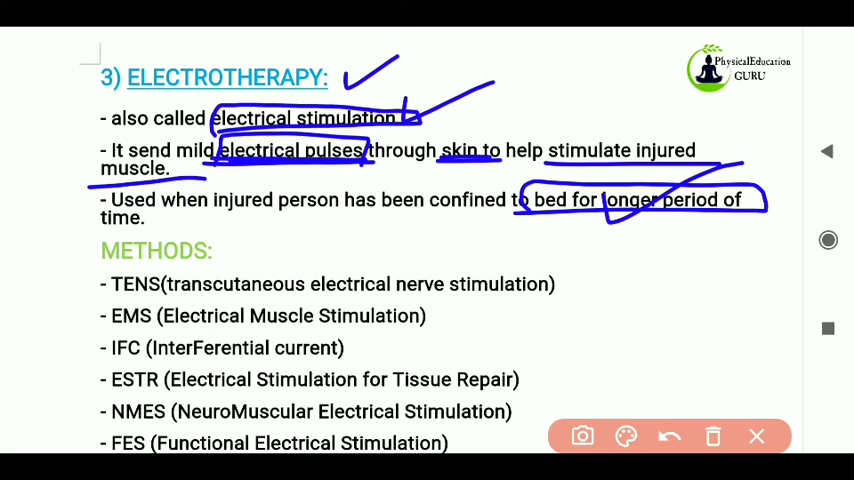 PhysicalEducation
GURU
3) ELECTROTHERAPY:
- also called electrical stimulation
- It send mild electrical pulses through skin to help stimulate injured
muscle.
- Used when injured person has been confined to bed for longer period of
time.
METHODS:
- TENS(transcutaneous electrical nerve stimulation)
- EMS (Electrical Muscle Stimulation)
- IFC (InterFerential current)
- ESTR (Electrical Stimulation for Tissue Repair)
- NMES (NeuroMuscular Electrical Stimulation)
- FES (Functional Electrical Stimulation)